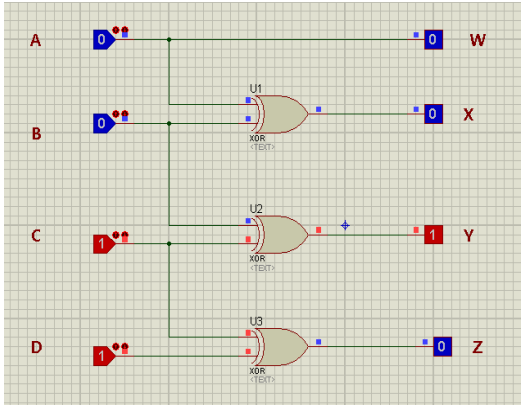 A 0 0 W
U1
B 0 0 X
XOR
<TEXT>
U2
C 1 1 Y
XOR
<TEXT>
U3
D 1 0 Z
XOR
<TEXT>